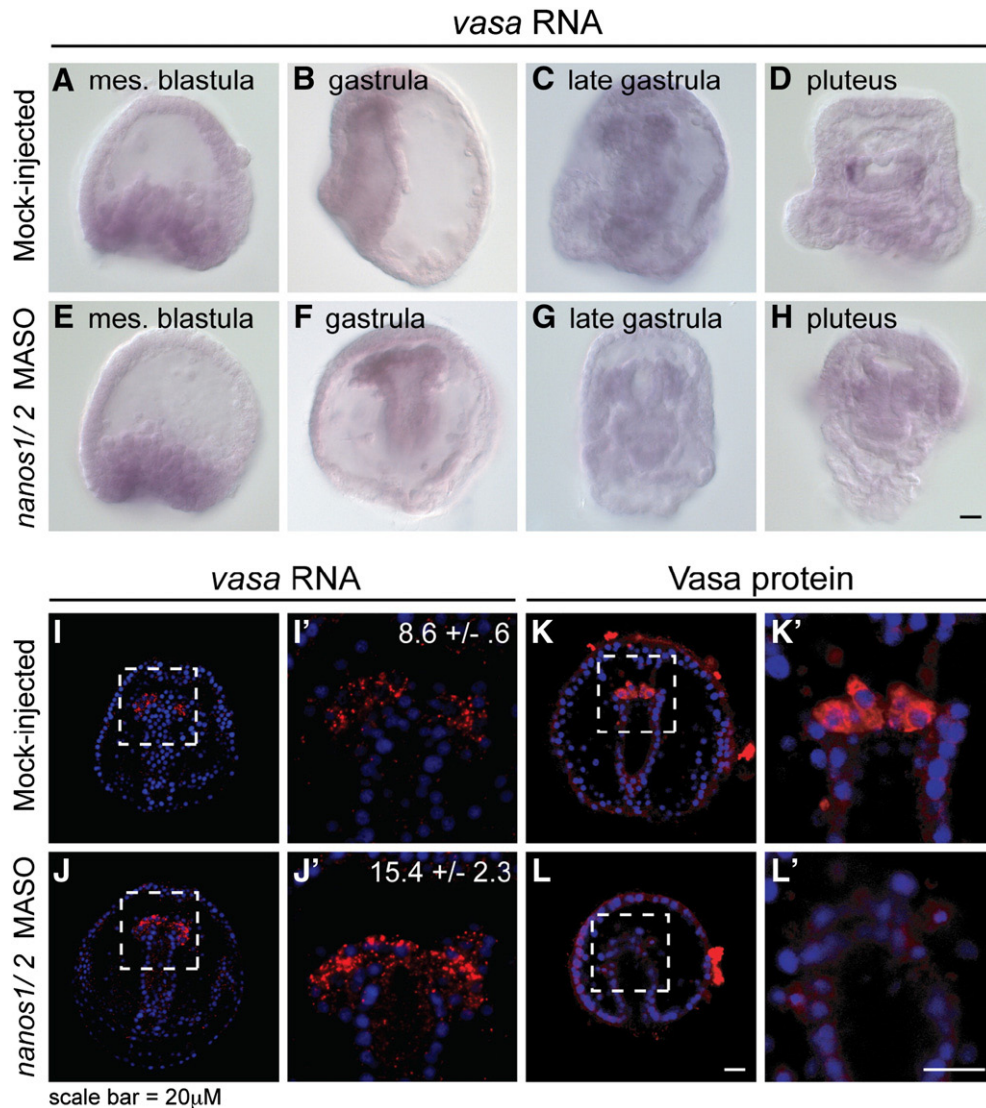 vasa RNA
Mock-injected
A mes. blastula
B gastrula
C late gastrula
D pluteus
nanos1/ 2 MASO
E mes. blastula
F gastrula
G late gastrula
H pluteus
vasa RNA
Vasa protein
Mock-injected
I
I'
8.6 +/- .6
K
K'
nanos1/ 2 MASO
J
J'
15.4 +/- 2.3
L
L'
scale bar = 20µM